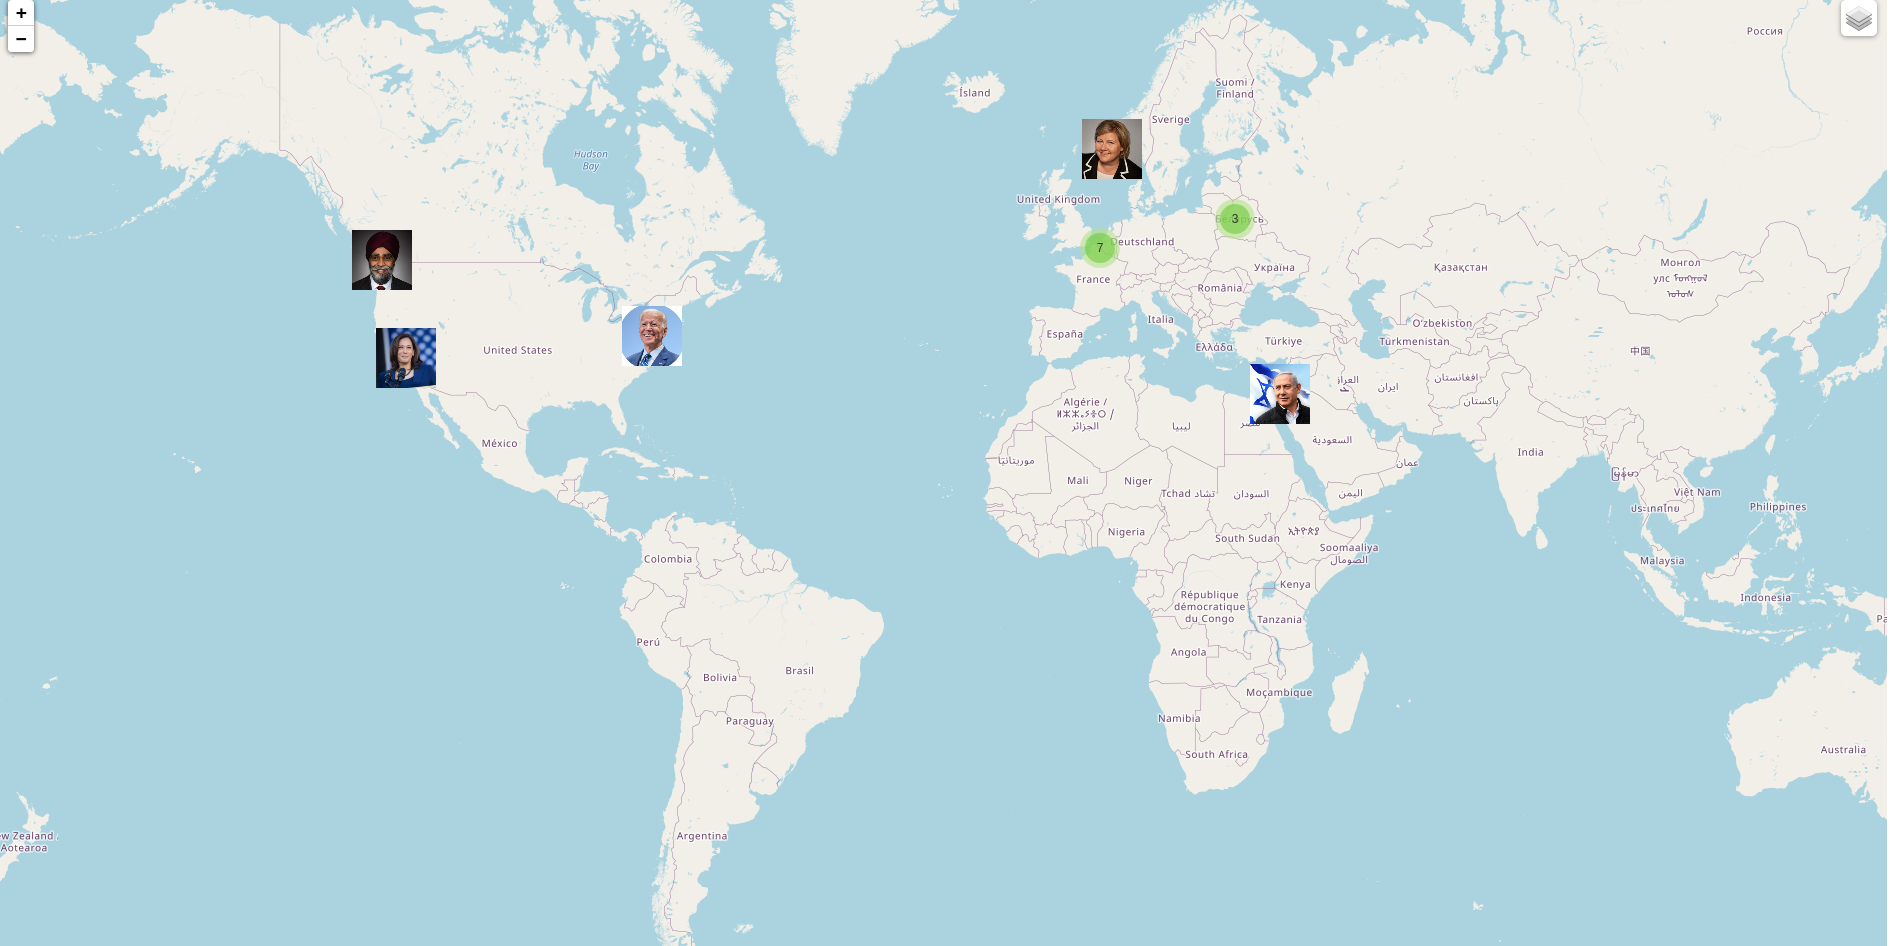 +
−
Россия
Ísland
Suomi /
Finland
Sverige
Hudson
Bay
United Kingdom
3
7
Deutschland
France
Україна
România
Қазақстан
Монгол
España
Italia
Ελλάδα
Türkiye
Oʻzbekiston
Türkmenistan
中国
United States
العراق
ایران
افغانستان
پاکستان
Algérie /
ⵍⵣⵣⴰⵢⴻⵔ /
الجزائر
ليبيا
السعودية
México
India
عمان
موريتانيا
Mali
Niger
Tchad تشاد
السودان
اليمن
Việt Nam
ประเทศไทย
Philippines
Nigeria
South Sudan
ኢትዮጵያ
Soomaaliya
الصومال
Colombia
Malaysia
Kenya
Indonesia
République
démocratique
du Congo
Tanzania
Perú
Angola
Brasil
Bolivia
Moçambique
Namibia
Paraguay
South Africa
Australia
Argentina
ew Zealand
Aotearoa